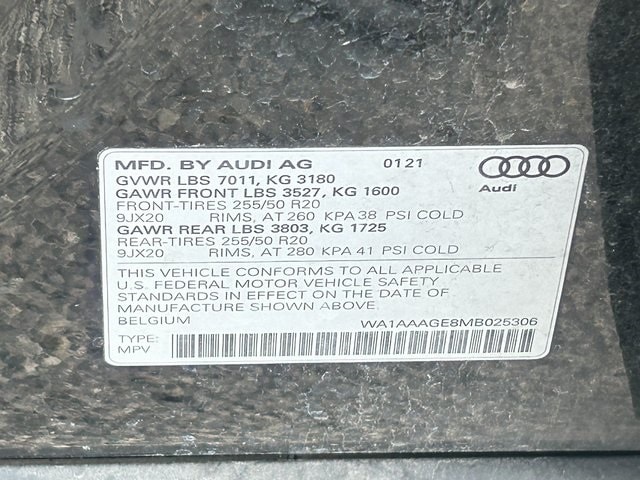 MFD. BY AUDI AG 0121
GVWR LBS 7011, KG 3180
GAWR FRONT LBS 3527, KG 1600
Audi
FRONT-TIRES 255/50 R20
9JX20 RIMS, AT 260 KPA 38 PSI COLD
GAWR REAR LBS 3803, KG 1725
REAR-TIRES 255/50 R20
9JX20 RIMS, AT 280 KPA 41 PSI COLD
THIS VEHICLE CONFORMS TO ALL APPLICABLE
U.S. FEDERAL MOTOR VEHICLE SAFETY
STANDARDS IN EFFECT ON THE DATE OF
MANUFACTURE SHOWN ABOVE.
BELGIUM WA1AAAGE8MB025306
TYPE:
MPV